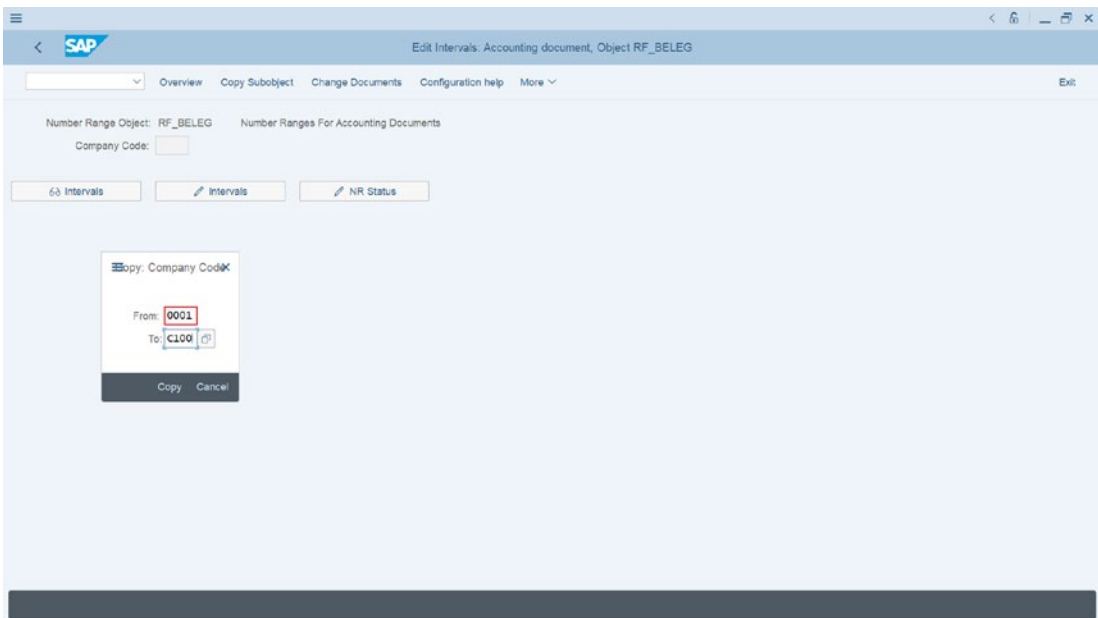 SAP
Edit Intervals: Accounting document, Object RF_BELEG
Overview Copy Subobject Change Documents Configuration help More Exit
Number Range Object: RF_BELEG Number Ranges For Accounting Documents
Company Code:
Intervals Intervals NR Status
Copy: Company Code
From: 0001
To: C100
Copy Cancel